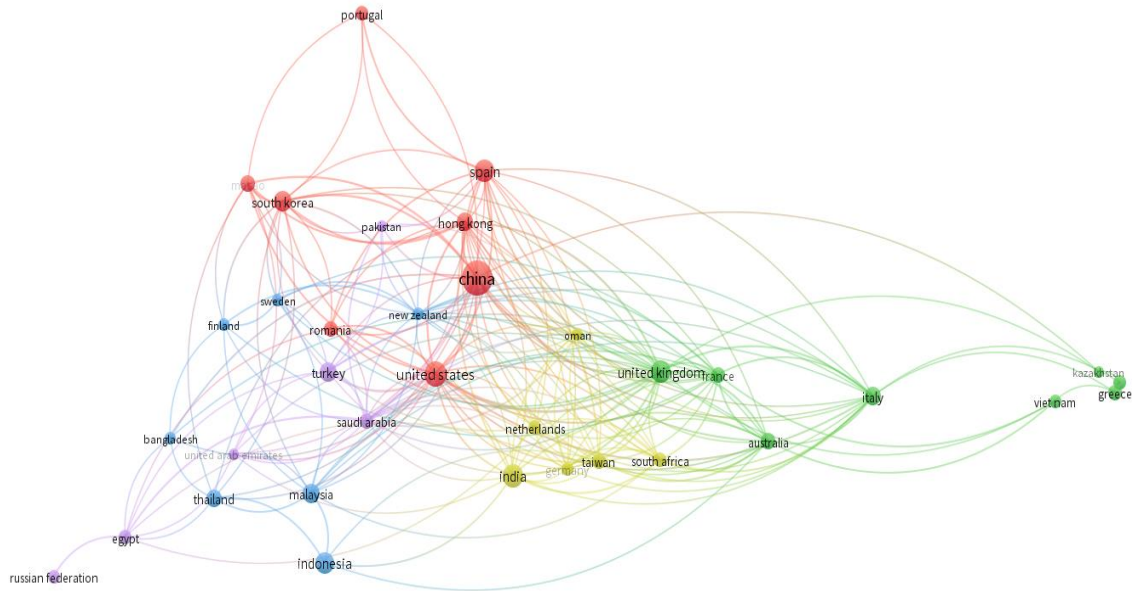 portugal
spain
mexico
south korea
hong kong
pakistan
china
sweden
new zealand
finland
romania
oman
turkey
united states
united kingdom
france
kazakhstan
greece
italy
viet nam
saudi arabia
netherlands
bangladesh
australia
united arab emirates
taiwan
south africa
germany
india
thailand
malaysia
egypt
indonesia
russian federation